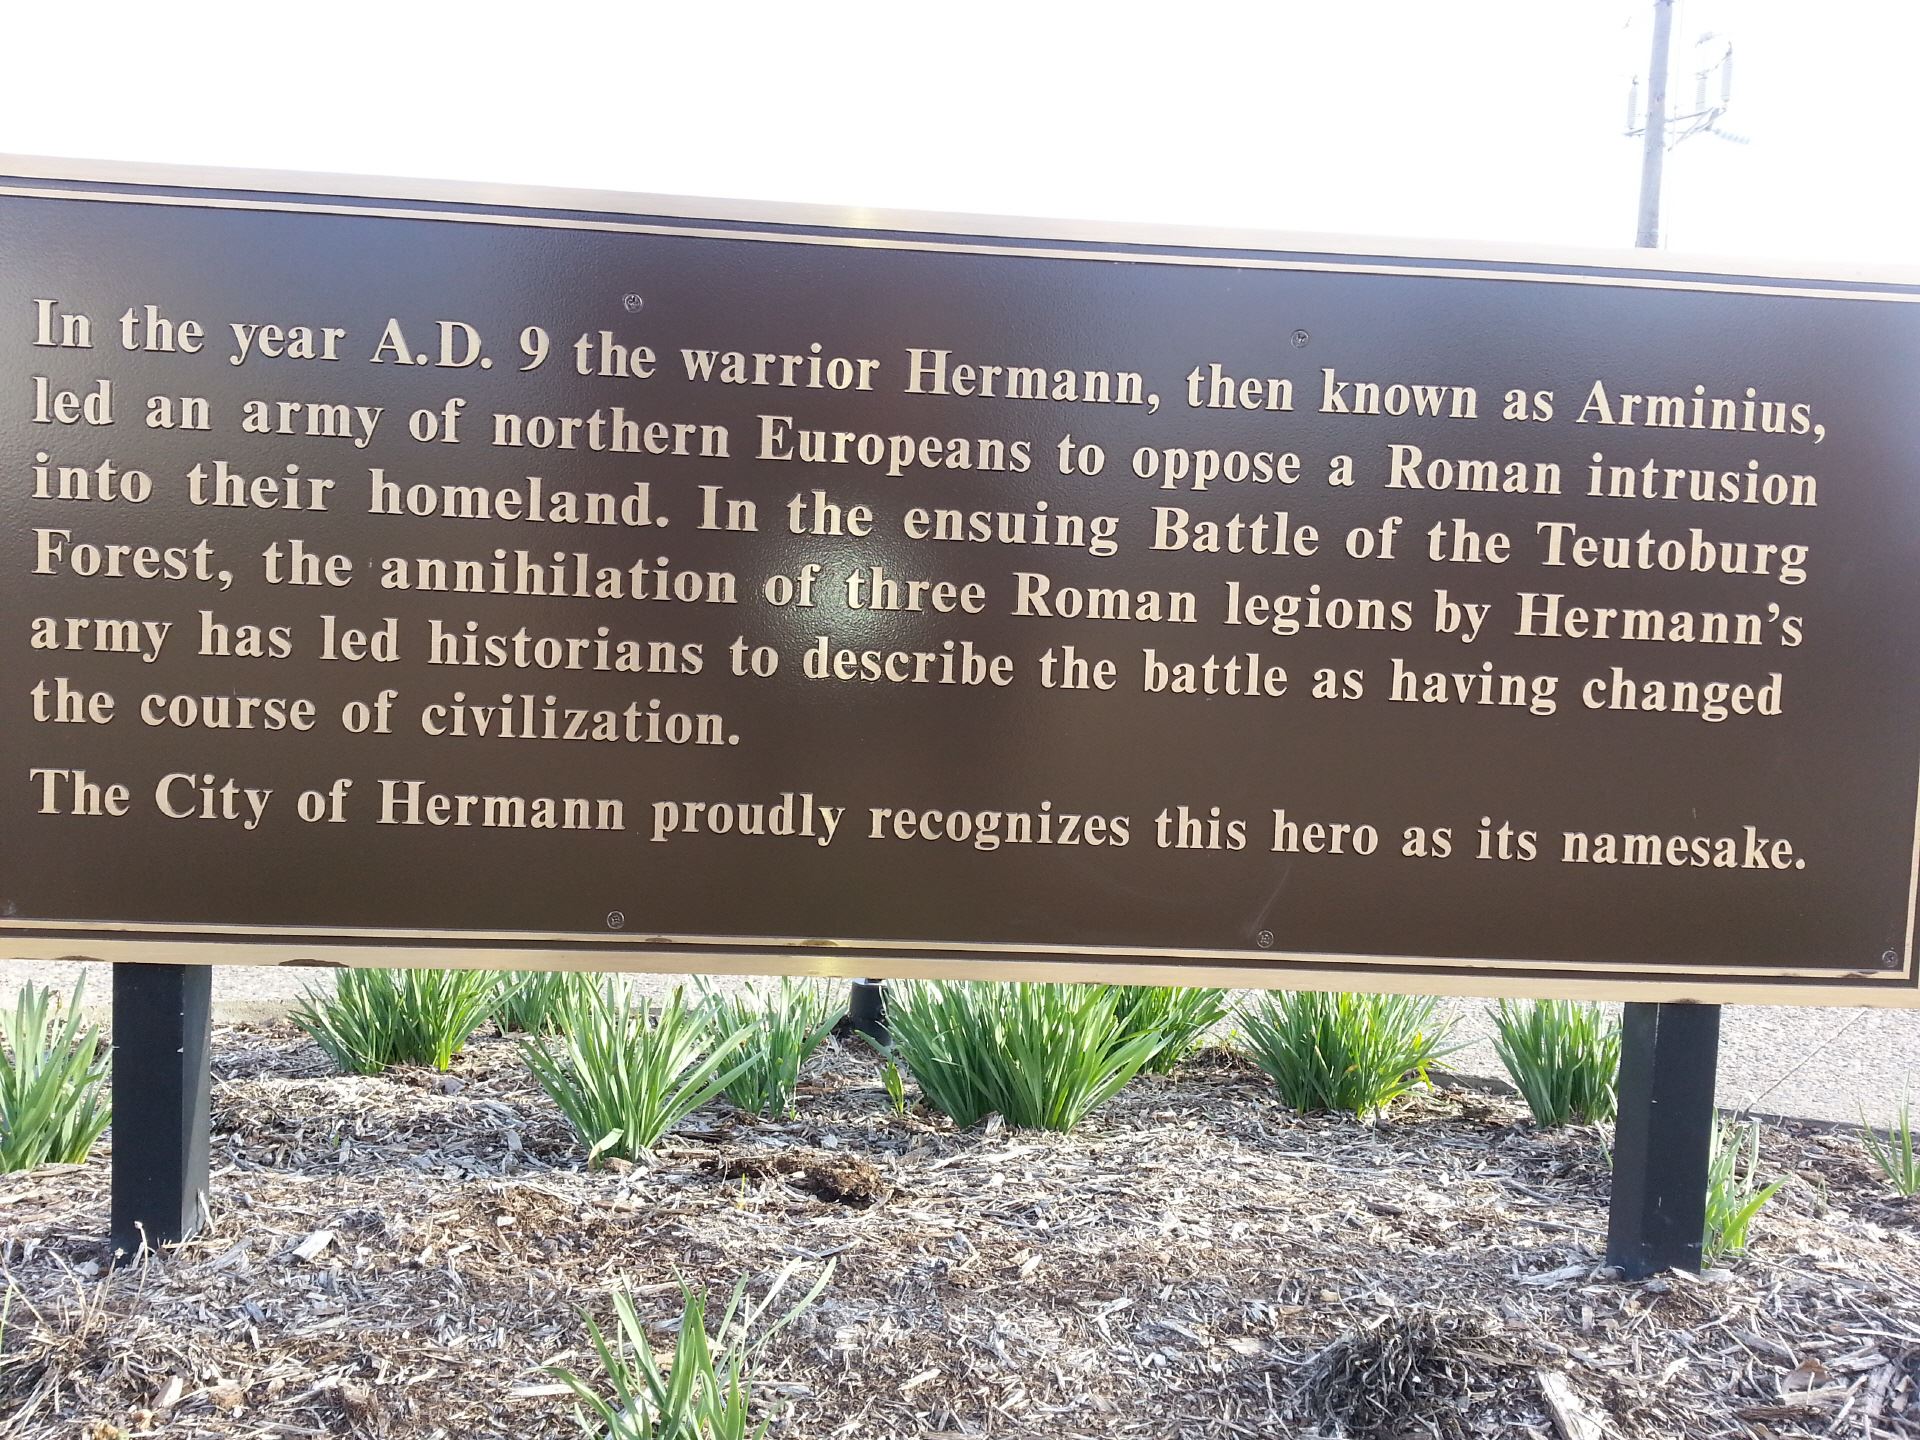 In the year A.D. 9 the warrior Hermann, then known as Arminius,
led an army of northern Europeans to oppose a Roman intrusion
into their homeland. In the ensuing Battle of the Teutoburg
Forest, the annihilation of three Roman legions by Hermann's
army has led historians to describe the battle as having changed
the course of civilization.
The City of Hermann proudly recognizes this hero as its namesake.